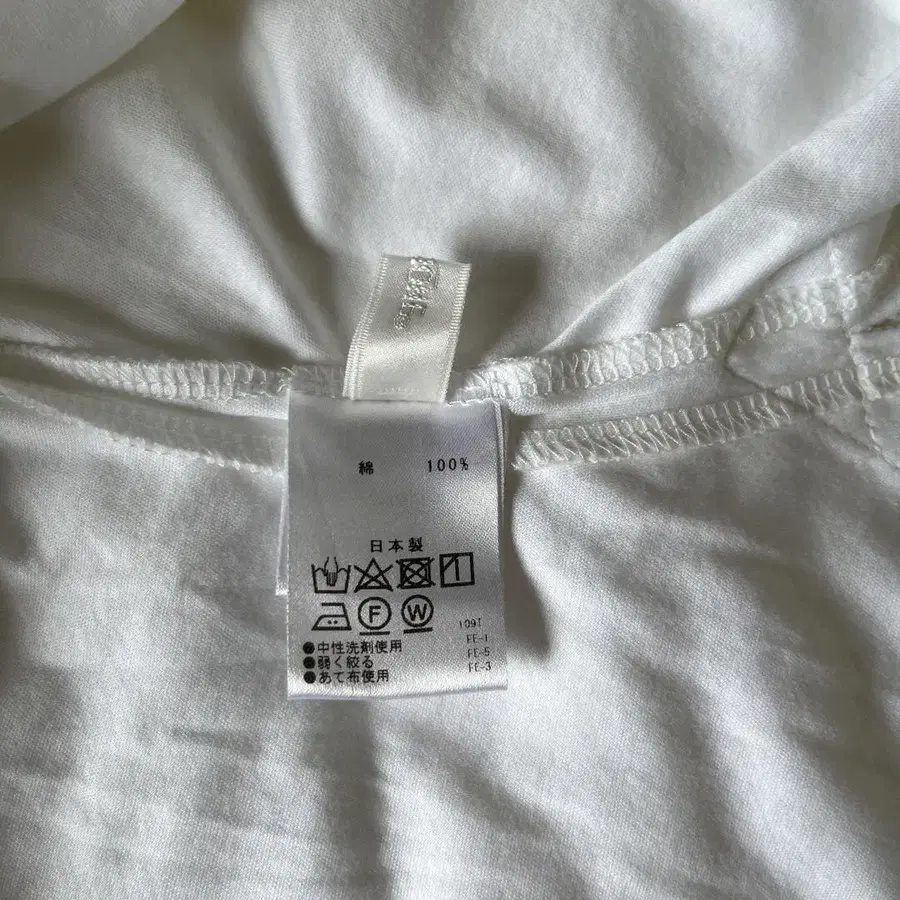 綿 100%
日本製
F W
109T
●中性洗剤使用 FE-1
●弱く絞る FE-5
●あて布使用 FE-3